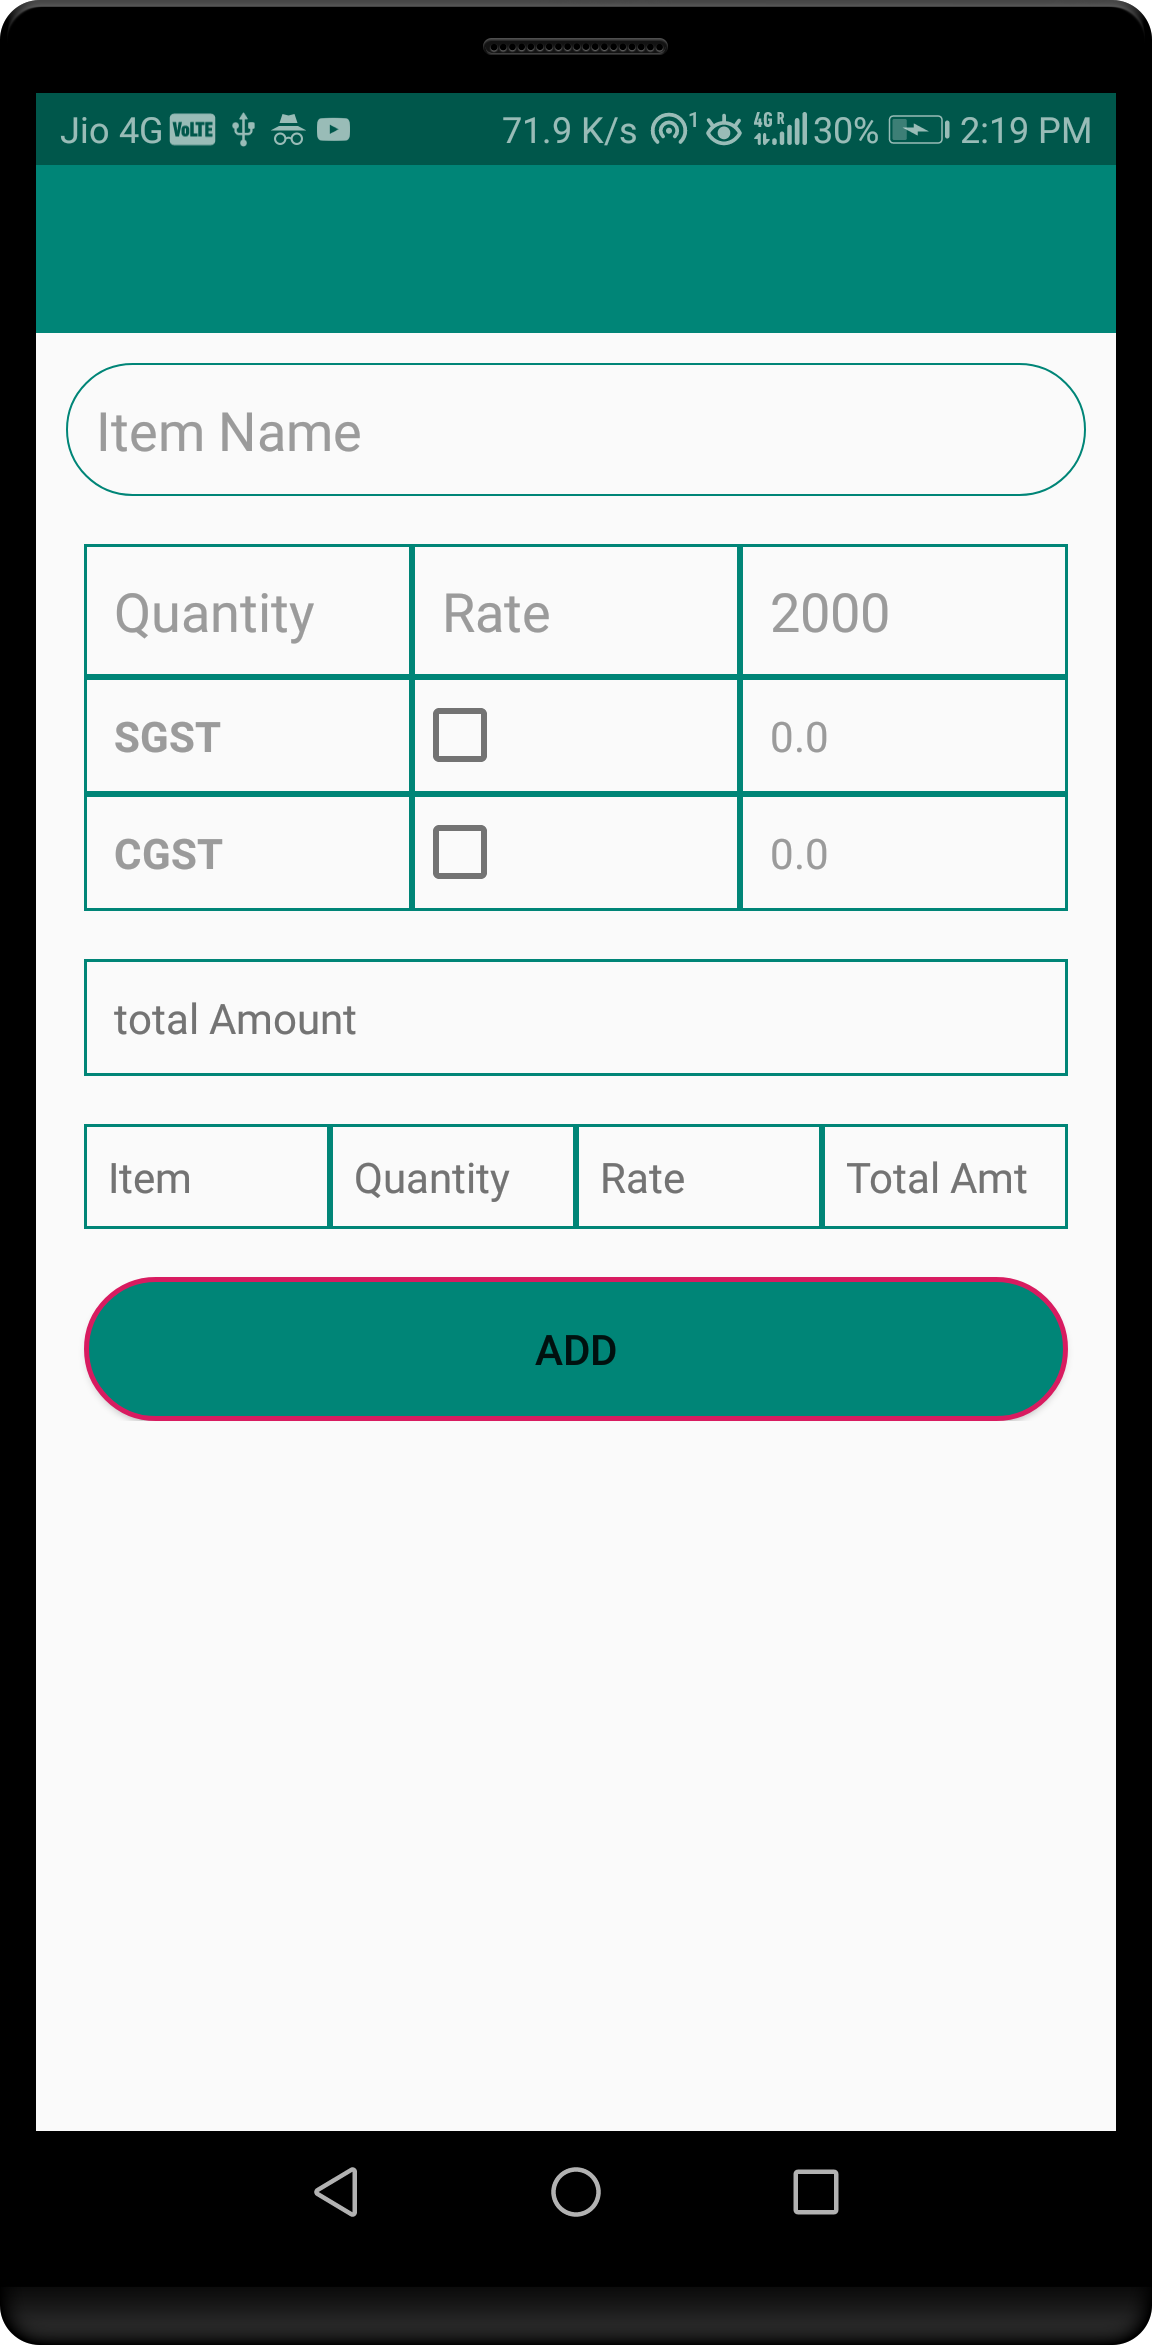 Jio 4G VoLTE 71.9 K/s 1 4G R 30% 2:19 PM
Item Name
Quantity Rate 2000
SGST 0.0
CGST 0.0
total Amount
Item Quantity Rate Total Amt
ADD